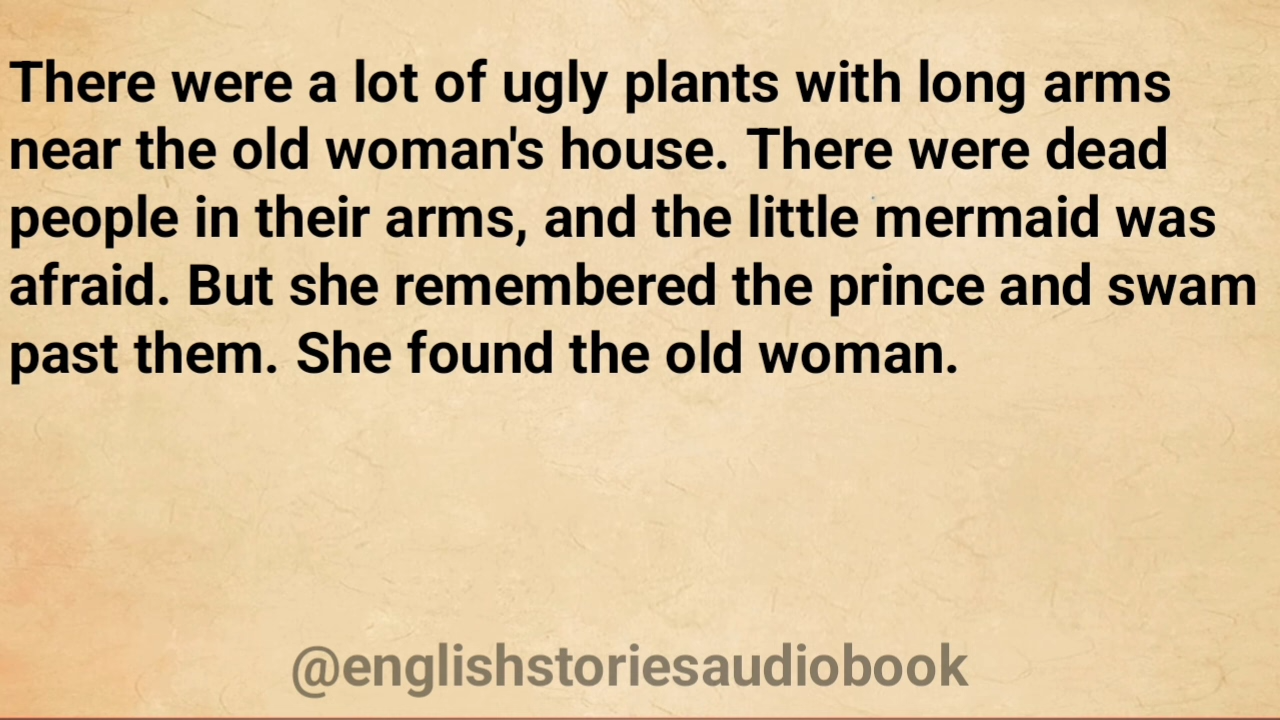 There were a lot of ugly plants with long arms
near the old woman's house. There were dead
people in their arms, and the little mermaid was
afraid. But she remembered the prince and swam
past them. She found the old woman.
@englishstoriesaudiobook